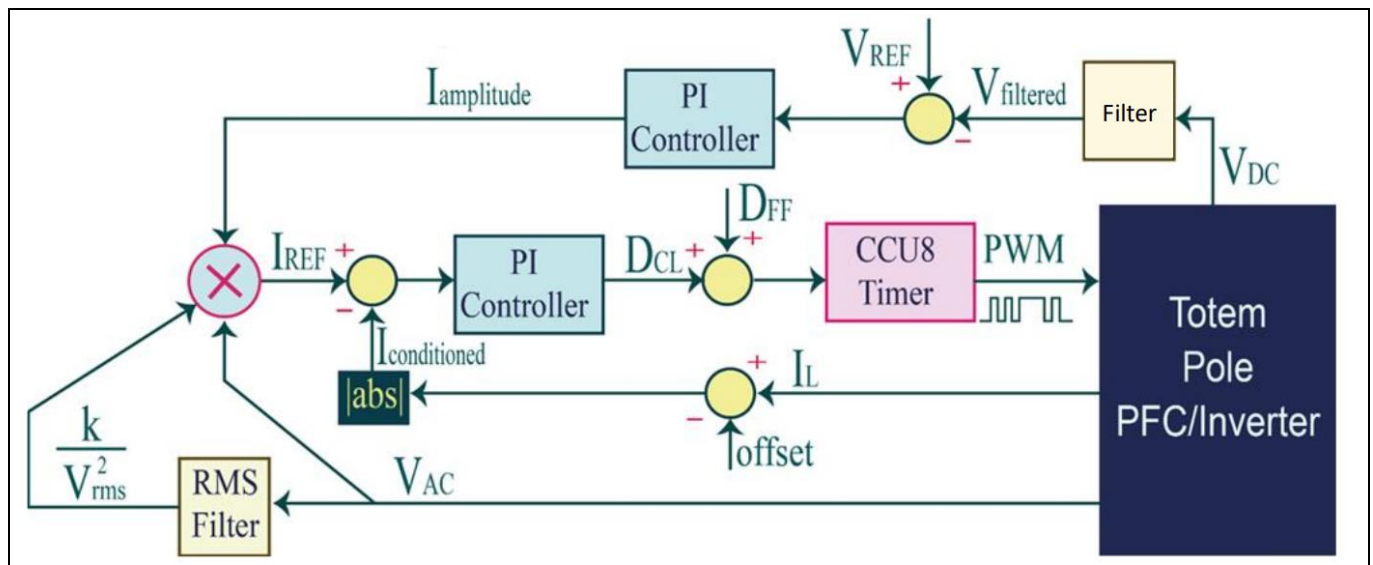 VREF
Iamplitude
PI
Controller
+
Vfiltered
−
Filter
VDC
DFF
IREF
+
−
PI
Controller
DCL
+
+
CCU8
Timer
PWM
Totem
Pole
PFC/Inverter
Iconditioned
|abs|
+
−
IL
offset
k
V²rms
RMS
Filter
VAC